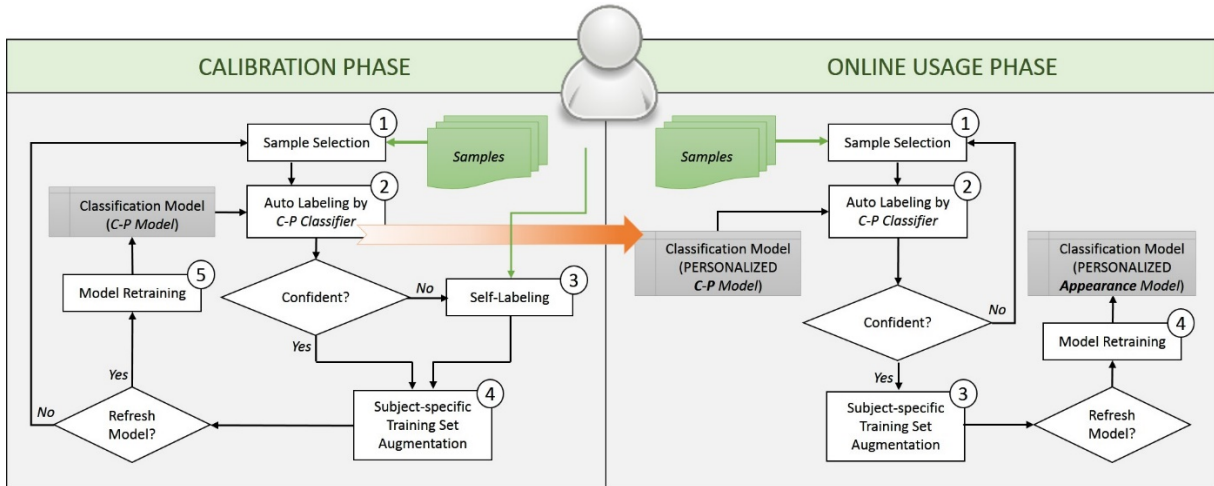 CALIBRATION PHASE
1
Sample Selection
Samples
2
Auto Labeling by
C-P Classifier
Classification Model
(C-P Model)
5
Model Retraining
Confident?
No
3
Self-Labeling
Yes
Yes
4
Subject-specific
Training Set
Augmentation
No
Refresh
Model?
ONLINE USAGE PHASE
1
Sample Selection
Samples
2
Auto Labeling by
C-P Classifier
Classification Model
(PERSONALIZED
C-P Model)
Classification Model
(PERSONALIZED
Appearance Model)
Confident?
No
4
Model Retraining
Yes
3
Subject-specific
Training Set
Augmentation
Refresh
Model?